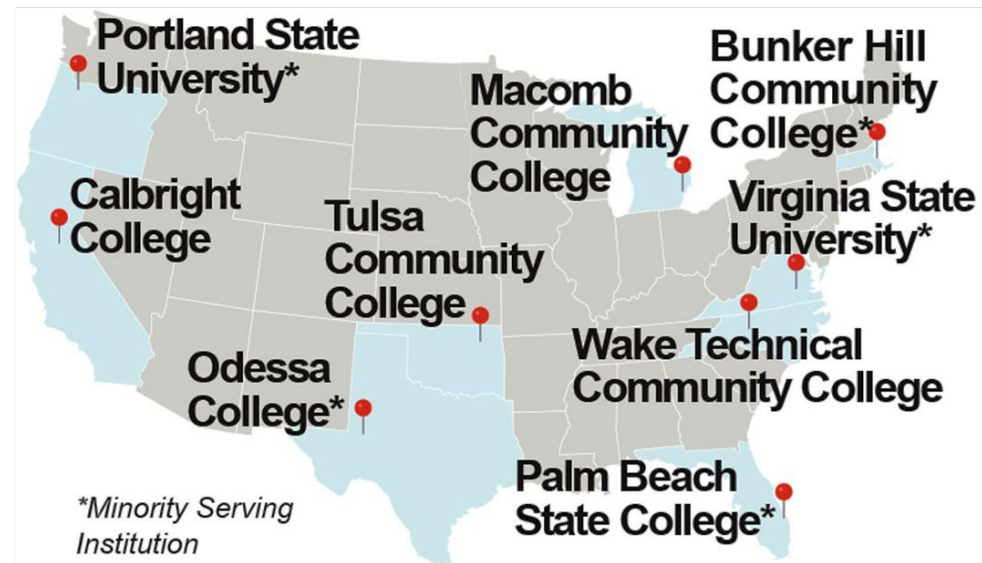 Portland State
University*
Bunker Hill
Community
College*
Macomb
Community
College
Calbright
College
Virginia State
University*
Tulsa
Community
College
Wake Technical
Community College
Odessa
College*
Palm Beach
State College*
*Minority Serving
Institution